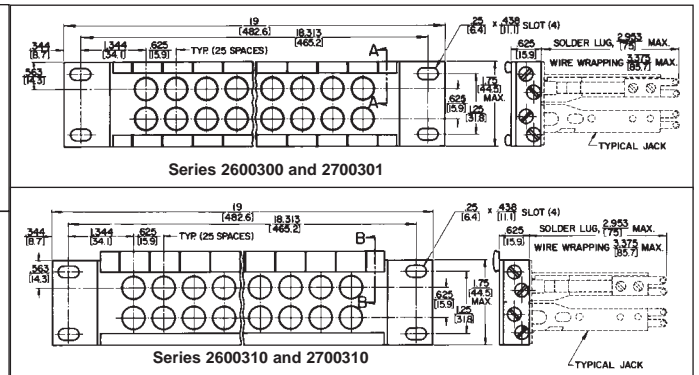 19
[482.6]
18.313
[465.2]
.344
[8.7]
1.344
[34.1]
.625
[15.9]
TYP. (25 SPACES)
A
.25
[6.4]
x .438
[11.1]
SLOT (4)
.563
[14.3]
A
.625
[15.9]
1.25
[31.8]
1.75
[44.5]
MAX.
.625
[15.9]
SOLDER LUG, 2.953
[75]
MAX.
WIRE WRAPPING 3.375
[85.7]
MAX.
TYPICAL JACK
Series 2600300 and 2700301
19
[482.6]
18.313
[465.2]
.344
[8.7]
1.344
[34.1]
.625
[15.9]
TYP. (25 SPACES)
B
.25
[6.4]
x .438
[11.1]
SLOT (4)
.563
[14.3]
B
.625
[15.9]
1.25
[31.8]
1.75
[44.5]
MAX.
.625
[15.9]
SOLDER LUG, 2.953
[75]
MAX.
WIRE WRAPPING 3.375
[85.7]
MAX.
TYPICAL JACK
Series 2600310 and 2700310